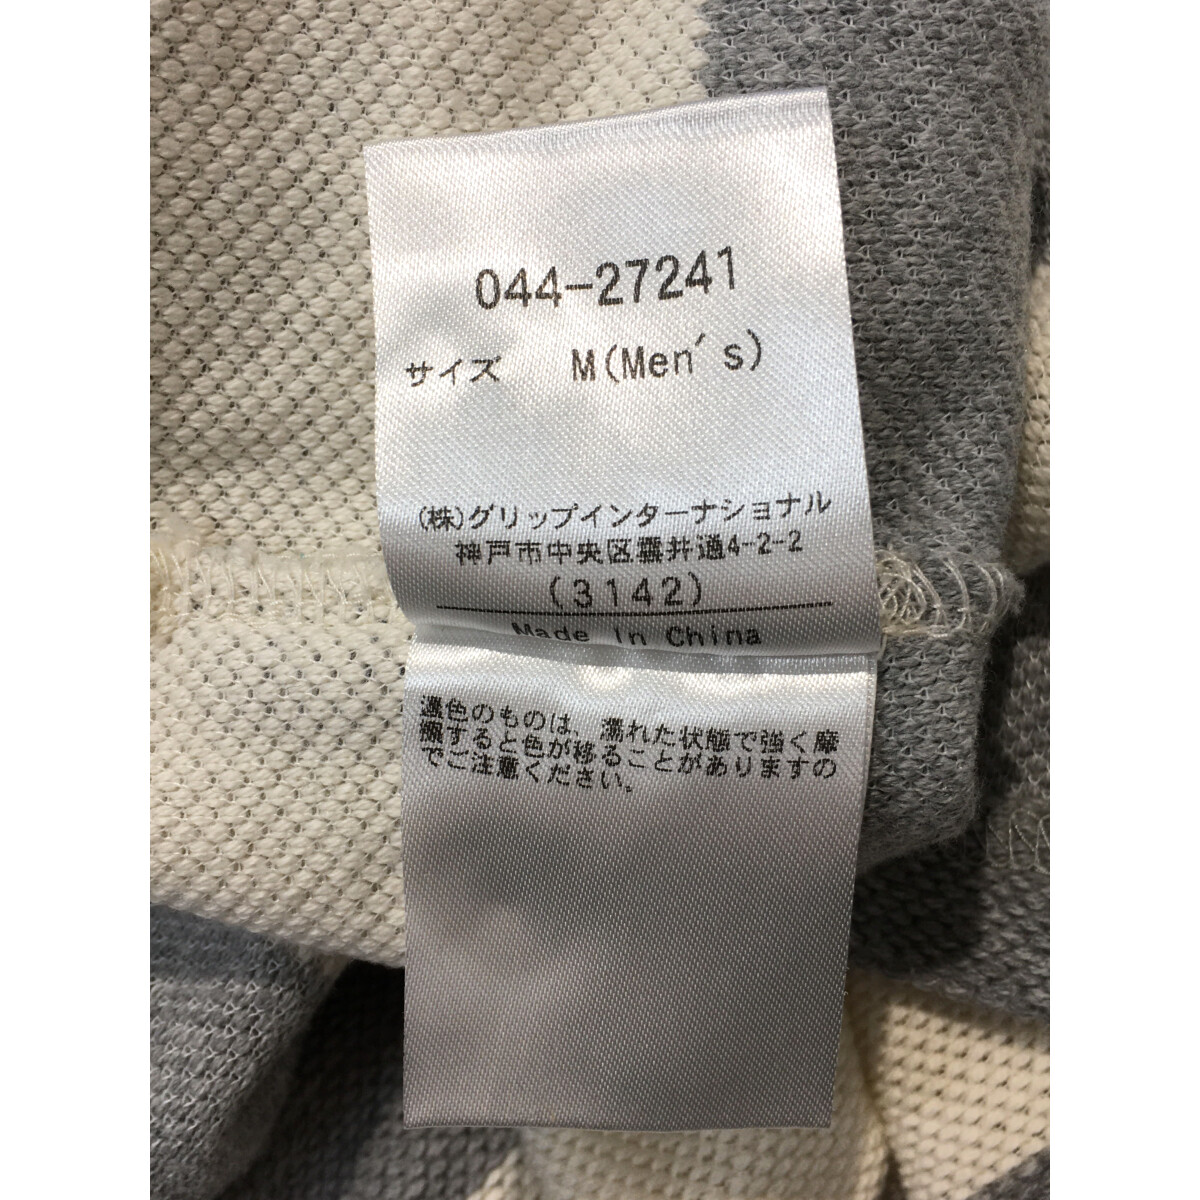 044-27241
サイズ M(Men's)
(株)グリップインターナショナル
神戸市中央区雲井通4-2-2
(3142)
Made In China
濃色のものは、濡れた状態で強く摩
擦すると色が移ることがありますの
でご注意ください。